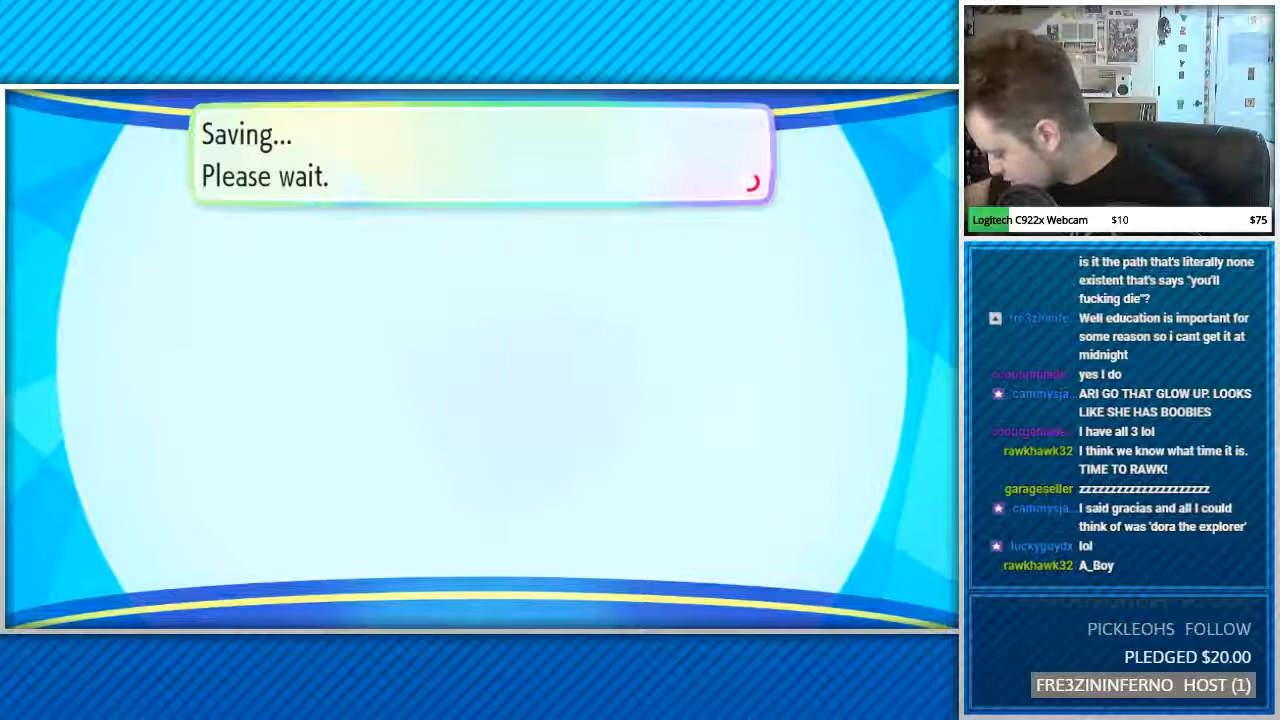 Saving...
Please wait.
Logitech C922x Webcam $10 $75
is it the path that's literally none
existent that's says "you'll
fucking die"?
Well education is important for
some reason so i cant get it at
midnight
yes I do
cammysja... ARI GO THAT GLOW UP. LOOKS
LIKE SHE HAS BOOBIES
I have all 3 lol
rawkhawk32 I think we know what time it is.
TIME TO RAWK!
garageseller zzzzzzzzzzzzzzzzzzzzzz
cammysja... I said gracias and all I could
think of was 'dora the explorer'
luckyguydx lol
rawkhawk32 A_Boy
PICKLEOHS FOLLOW
PLEDGED $20.00
FRE3ZININFERNO HOST (1)